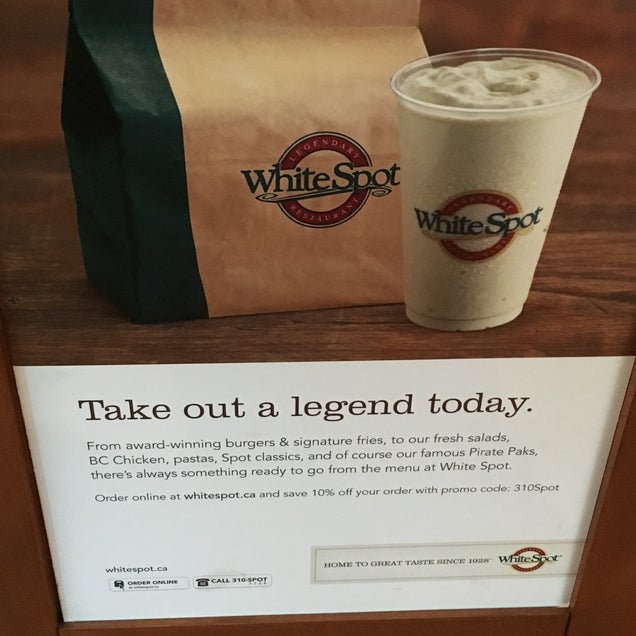 LEGENDARY
White Spot
RESTAURANT
LEGENDARY
White Spot
RESTAURANT
Take out a legend today.
From award-winning burgers & signature fries, to our fresh salads,
BC Chicken, pastas, Spot classics, and of course our famous Pirate Paks,
there's always something ready to go from the menu at White Spot.
Order online at whitespot.ca and save 10% off your order with promo code: 310Spot
whitespot.ca
ORDER ONLINE
CALL 310-SPOT
HOME TO GREAT TASTE SINCE 1928
White Spot